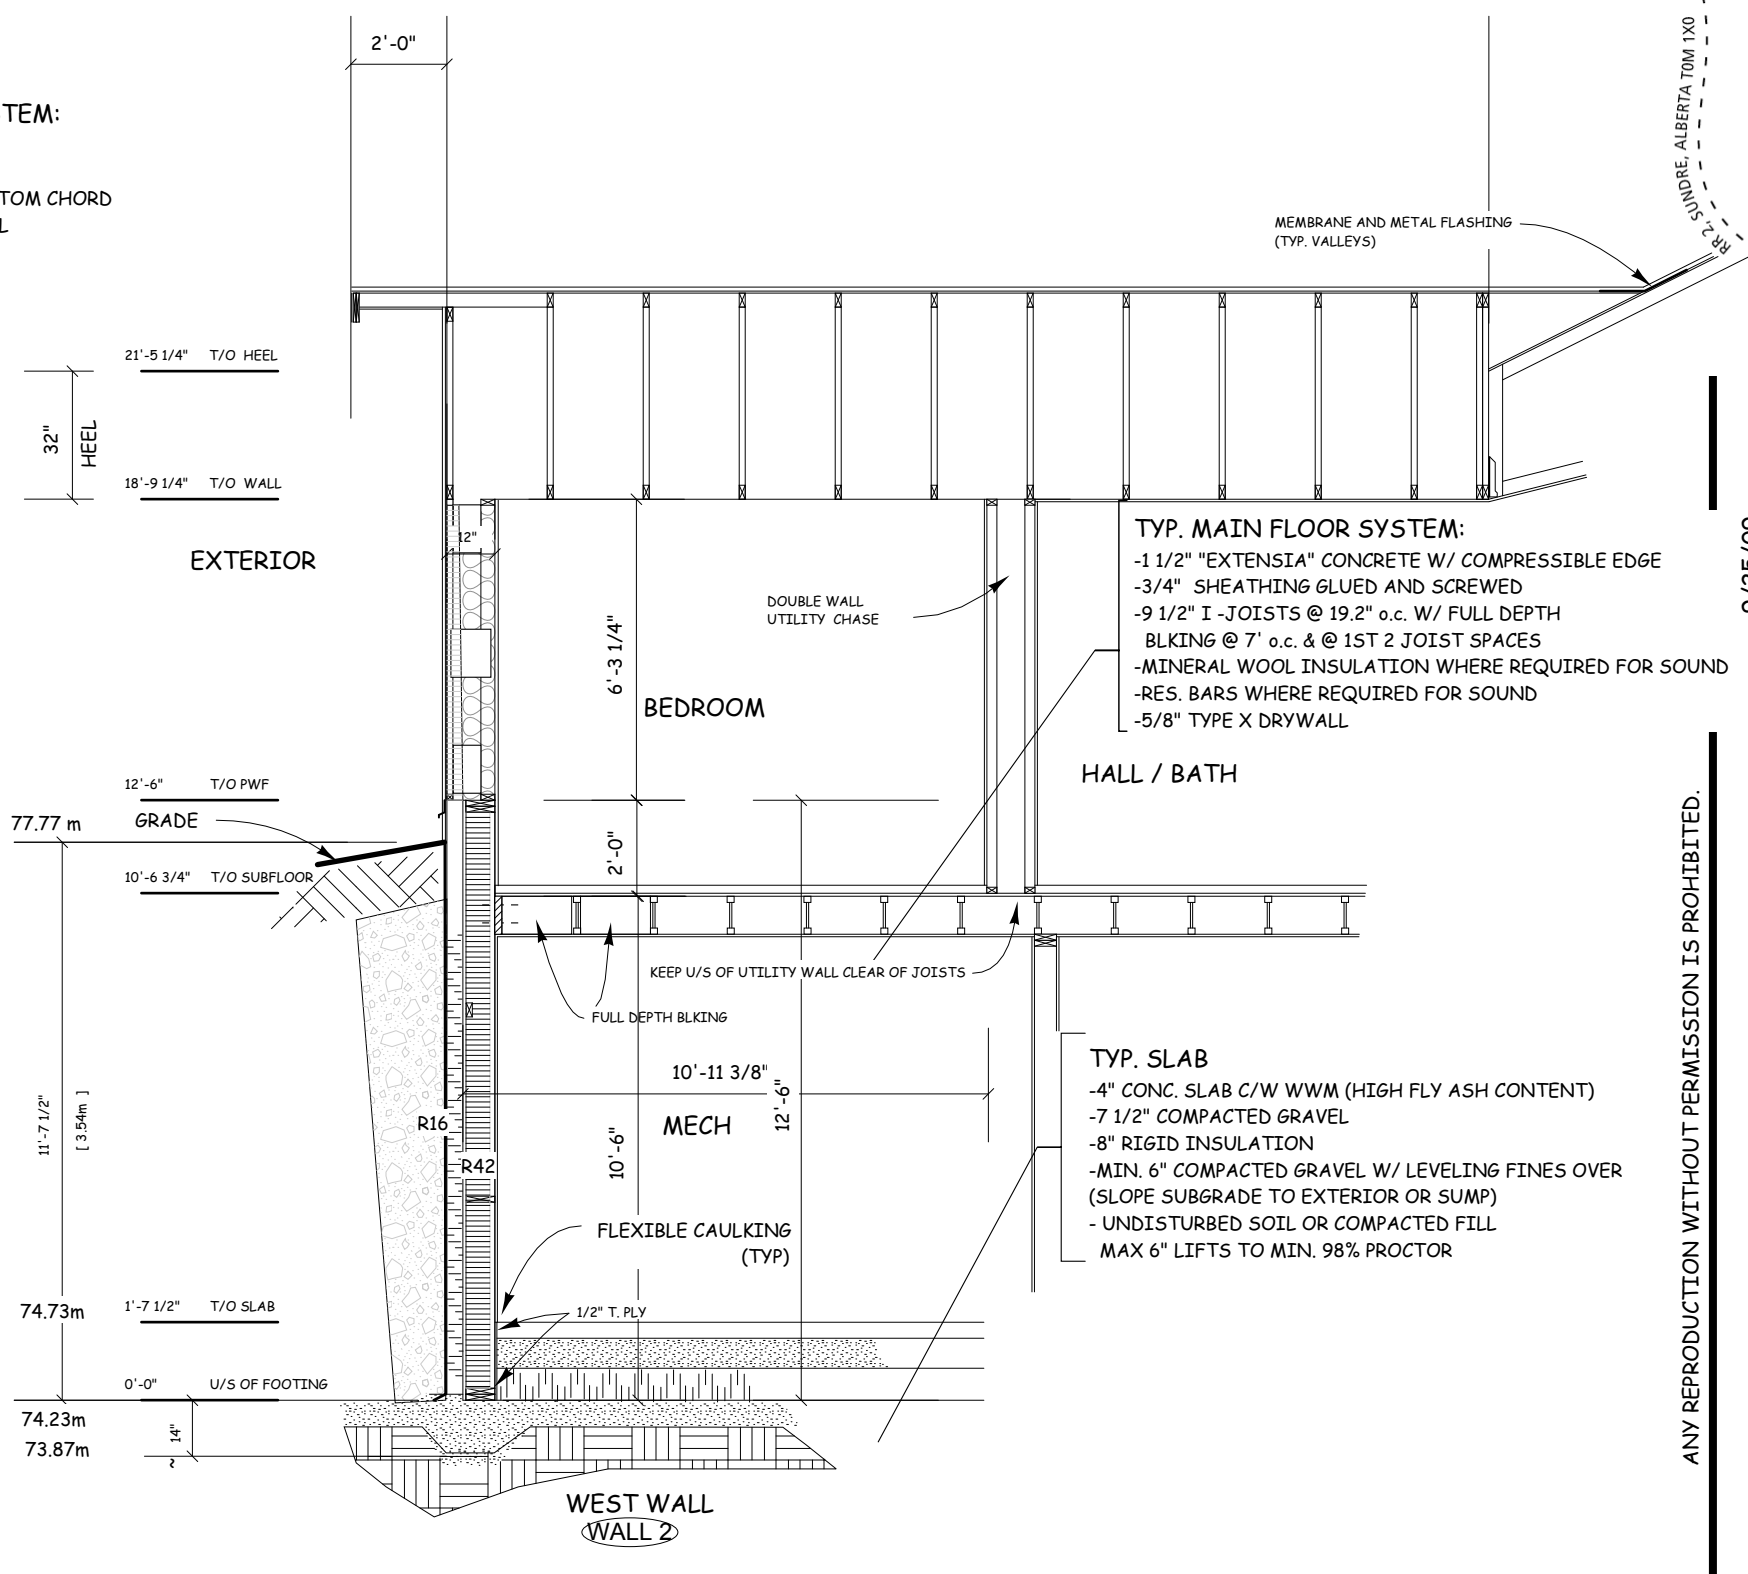 2'-0"
TEM:
TOM CHORD
RR 2, SUNDRE, ALBERTA T0M 1X0
MEMBRANE AND METAL FLASHING
(TYP. VALLEYS)
21'-5 1/4" T/O HEEL
32"
HEEL
18'-9 1/4" T/O WALL
EXTERIOR
12"
DOUBLE WALL
UTILITY CHASE
6'-3 1/4"
BEDROOM
TYP. MAIN FLOOR SYSTEM:
-1 1/2" "EXTENSIA" CONCRETE W/ COMPRESSIBLE EDGE
-3/4" SHEATHING GLUED AND SCREWED
-9 1/2" I -JOISTS @ 19.2" o.c. W/ FULL DEPTH
BLKING @ 7' o.c. & @ 1ST 2 JOIST SPACES
-MINERAL WOOL INSULATION WHERE REQUIRED FOR SOUND
-RES. BARS WHERE REQUIRED FOR SOUND
-5/8" TYPE X DRYWALL
HALL / BATH
12'-6" T/O PWF
77.77 m
GRADE
2'-0"
10'-6 3/4" T/O SUBFLOOR
KEEP U/S OF UTILITY WALL CLEAR OF JOISTS
FULL DEPTH BLKING
10'-11 3/8"
12'-6"
MECH
R16
R42
10'-6"
11'-7 1/2"
[ 3.54m ]
TYP. SLAB
-4" CONC. SLAB C/W WWM (HIGH FLY ASH CONTENT)
-7 1/2" COMPACTED GRAVEL
-8" RIGID INSULATION
-MIN. 6" COMPACTED GRAVEL W/ LEVELING FINES OVER
(SLOPE SUBGRADE TO EXTERIOR OR SUMP)
- UNDISTURBED SOIL OR COMPACTED FILL
MAX 6" LIFTS TO MIN. 98% PROCTOR
FLEXIBLE CAULKING
(TYP)
1/2" T. PLY
74.73m
1'-7 1/2" T/O SLAB
0'-0" U/S OF FOOTING
74.23m
73.87m
~ 14"
WEST WALL
WALL 2
ANY REPRODUCTION WITHOUT PERMISSION IS PROHIBITED.